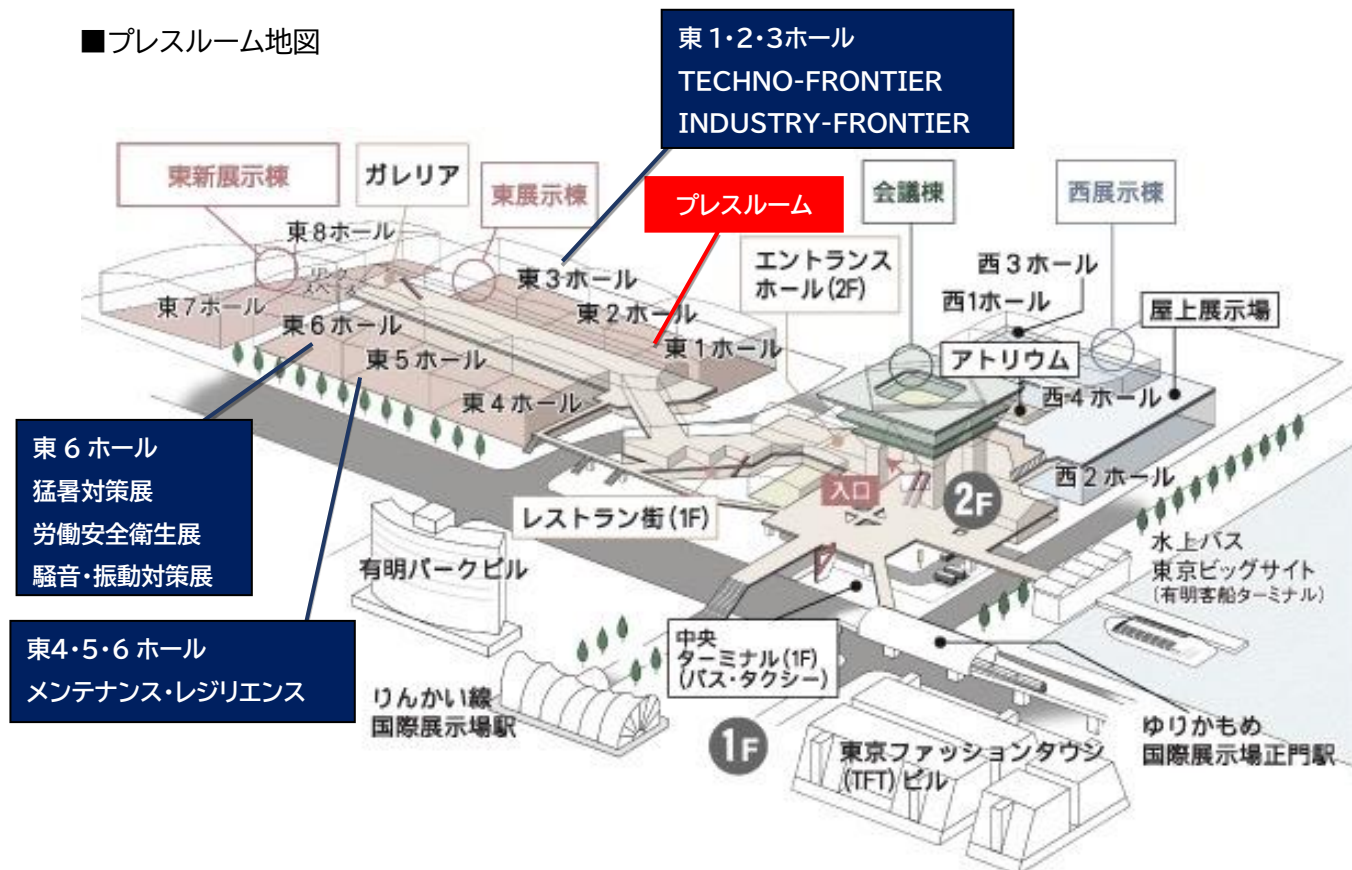 ■プレスルーム地図
東1・2・3ホール
TECHNO-FRONTIER
INDUSTRY-FRONTIER
東新展示棟
ガレリア
東展示棟
プレスルーム
会議棟
西展示棟
東8ホール
東3ホール
エントランス
ホール(2F)
西3ホール
西1ホール
屋上展示場
リンク
スペース
東7ホール
東6ホール
東2ホール
東5ホール
東1ホール
アトリウム
東4ホール
西4ホール
東6ホール
猛暑対策展
労働安全衛生展
騒音・振動対策展
入口
2F
西2ホール
レストラン街(1F)
有明パークビル
水上バス
東京ビッグサイト
(有明客船ターミナル)
東4・5・6ホール
メンテナンス・レジリエンス
中央
ターミナル(1F)
(バス・タクシー)
りんかい線
国際展示場駅
1F
東京ファッションタウン
(TFT)ビル
ゆりかもめ
国際展示場正門駅